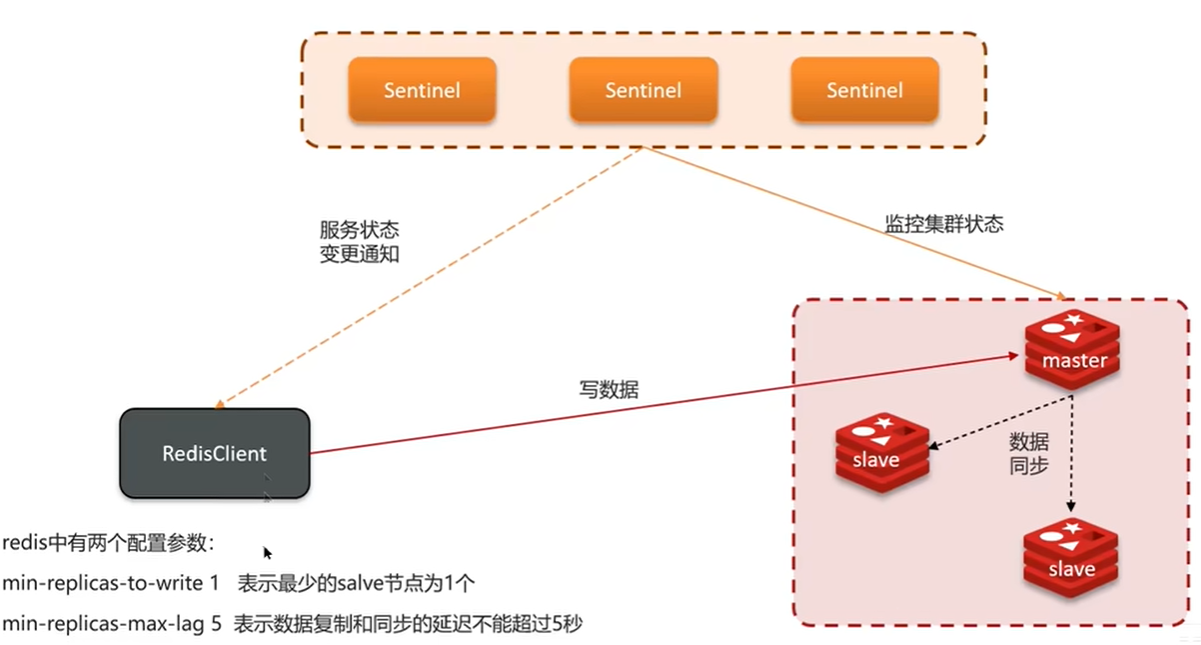 Sentinel
Sentinel
Sentinel
服务状态
变更通知
监控集群状态
master
写数据
RedisClient
slave
数据
同步
slave
redis中有两个配置参数：
min-replicas-to-write 1 表示最少的salve节点为1个
min-replicas-max-lag 5 表示数据复制和同步的延迟不能超过5秒